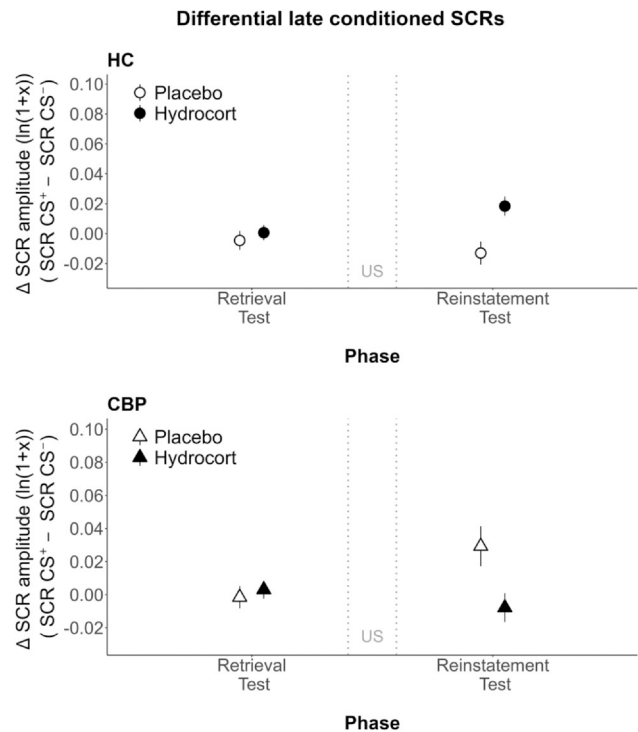 Differential late conditioned SCRs
HC
Placebo
Hydrocort
Δ SCR amplitude (ln(1+x))
( SCR CS⁺ – SCR CS⁻)
0.10
0.08
0.06
0.04
0.02
0.00
-0.02
US
Retrieval
Test
Reinstatement
Test
Phase
CBP
Placebo
Hydrocort
Δ SCR amplitude (ln(1+x))
( SCR CS⁺ – SCR CS⁻)
0.10
0.08
0.06
0.04
0.02
0.00
-0.02
US
Retrieval
Test
Reinstatement
Test
Phase